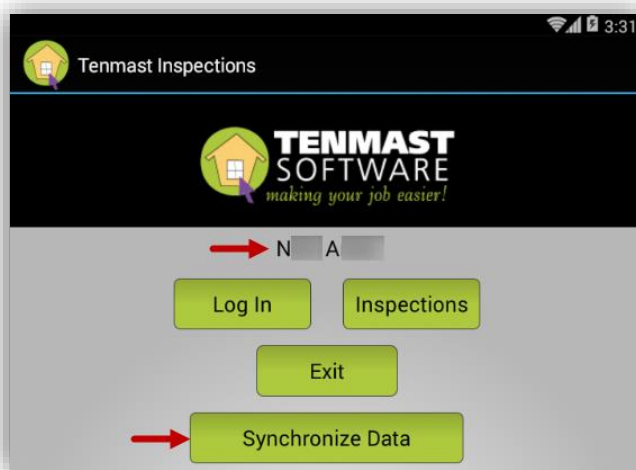 3:31
Tenmast Inspections
TENMAST
SOFTWARE
making your job easier!
N A
Log In Inspections
Exit
Synchronize Data